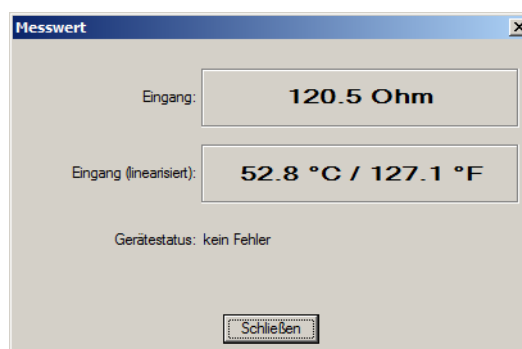 Messwert
Eingang: 120.5 Ohm
Eingang (linearisiert): 52.8 °C / 127.1 °F
Gerätestatus: kein Fehler
Schließen